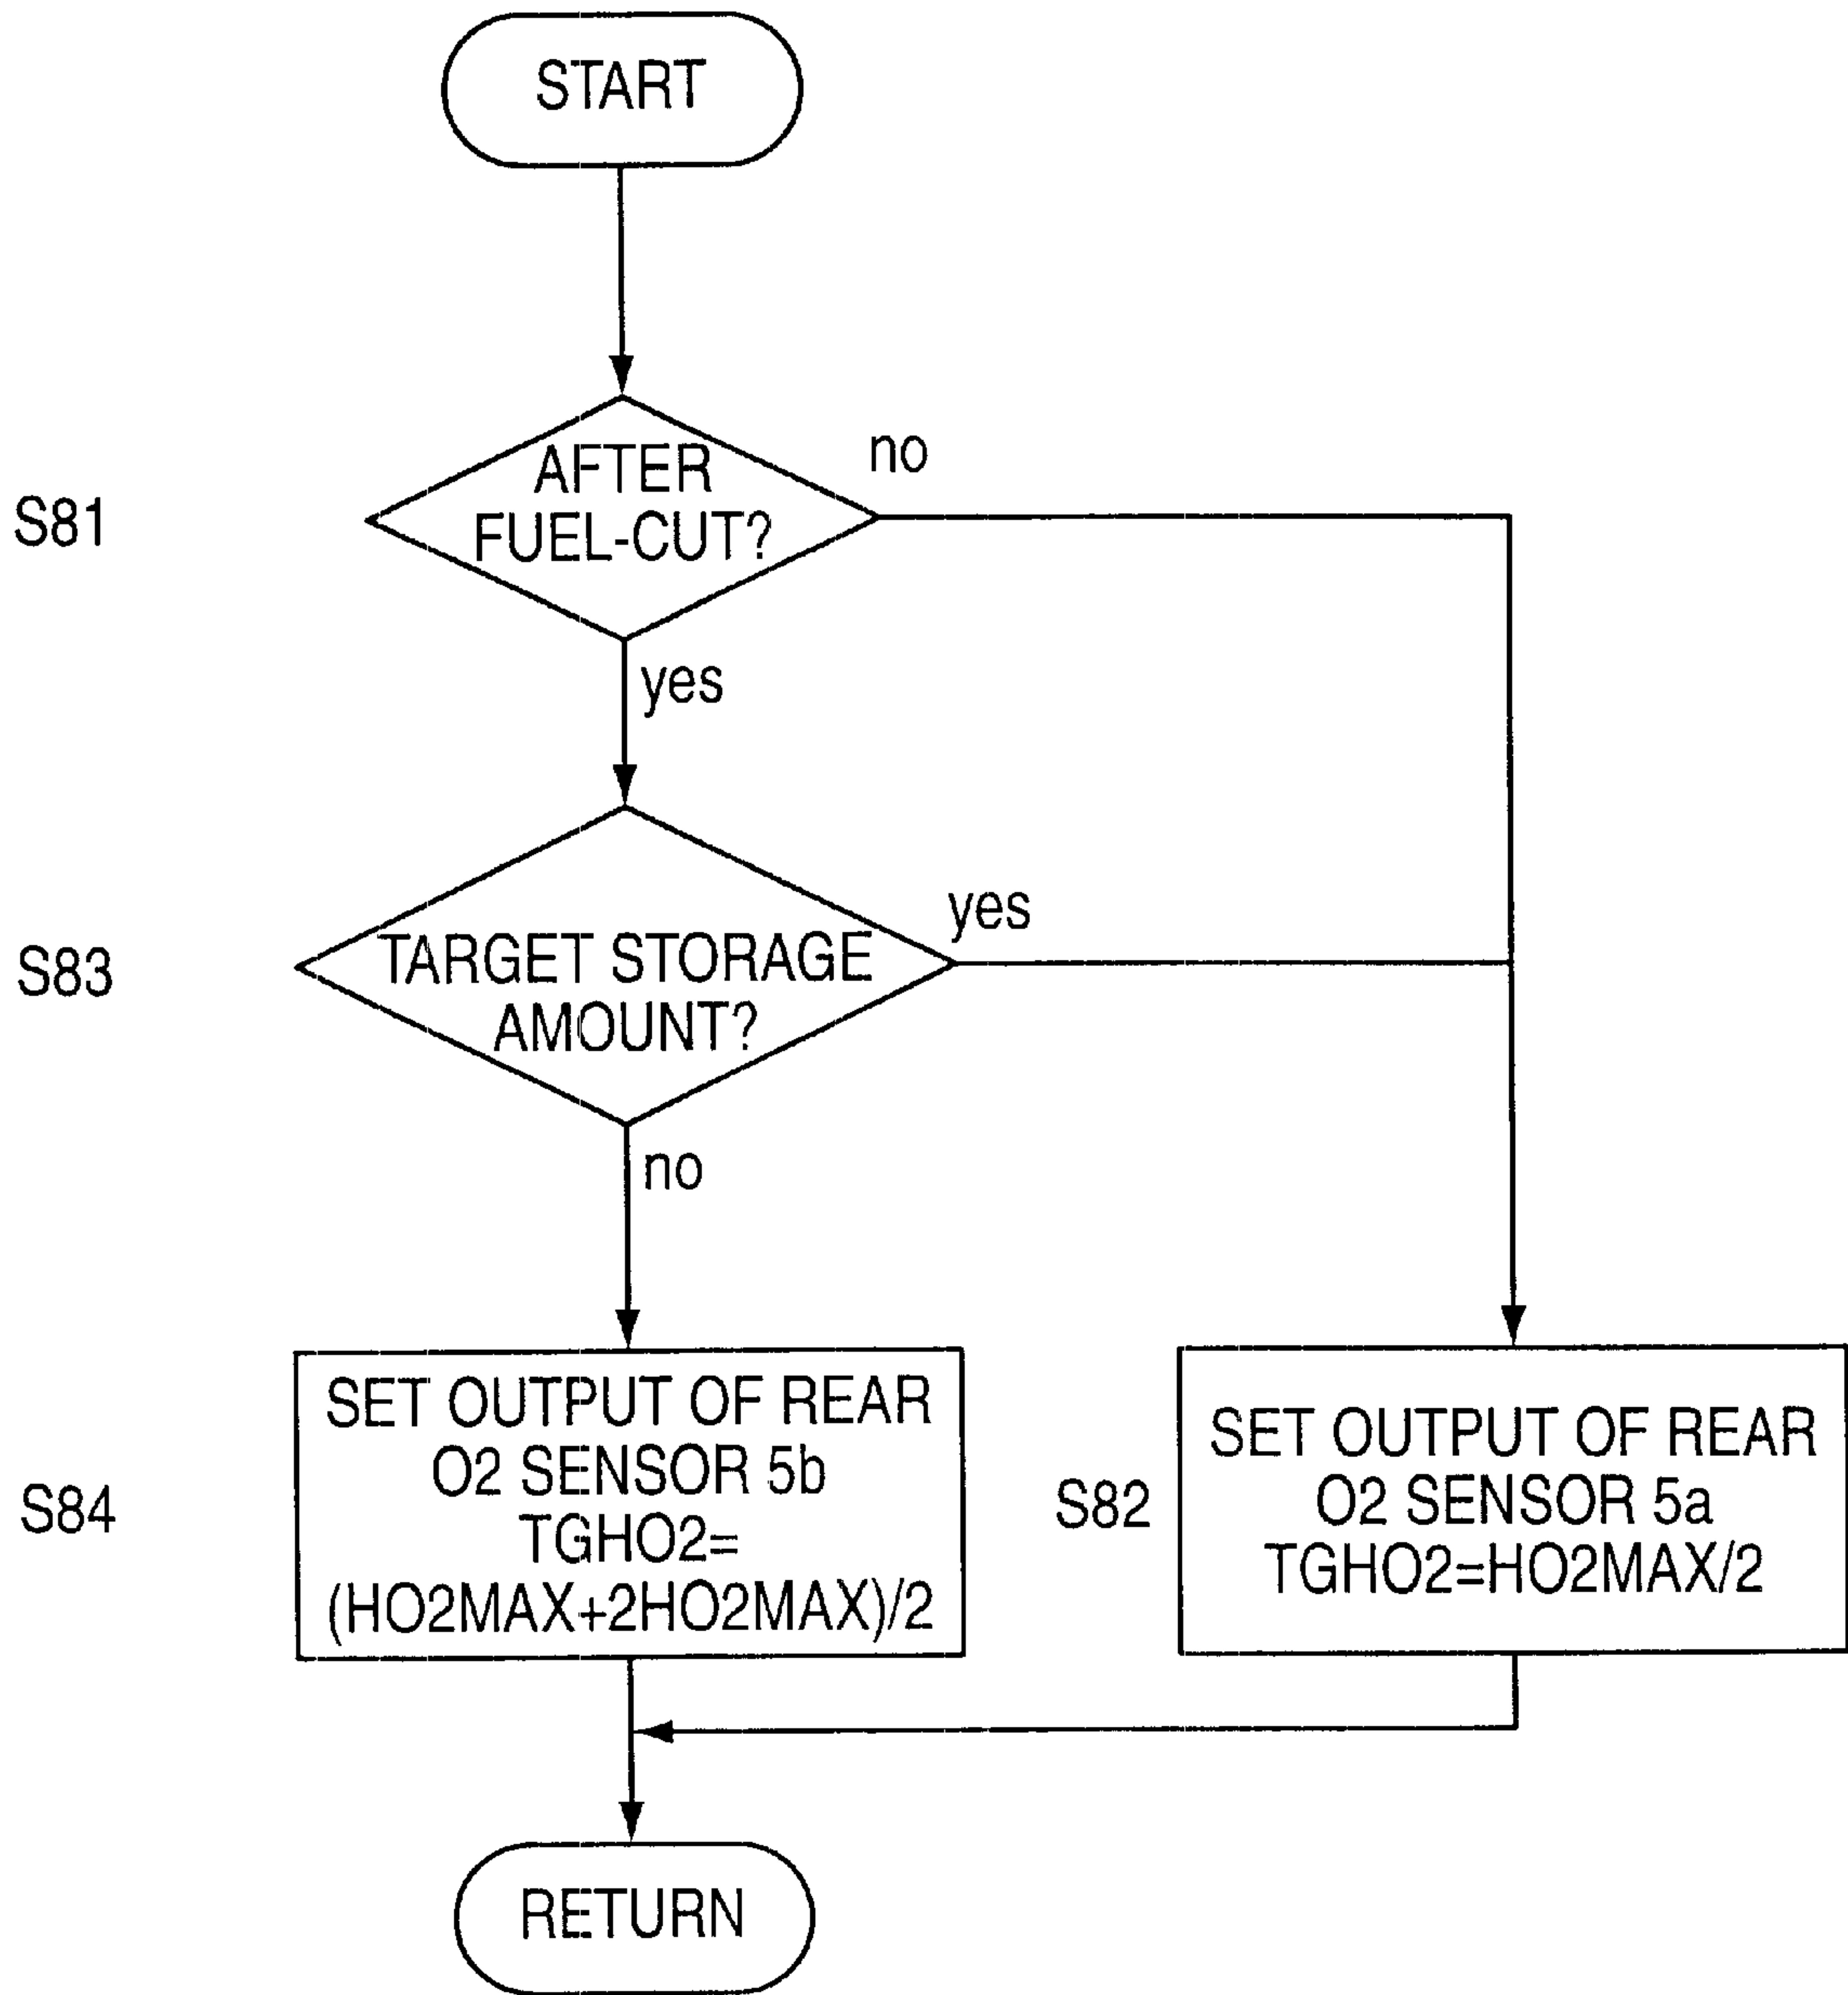 START
S81
AFTER
FUEL-CUT?
no
yes
S83
TARGET STORAGE
AMOUNT?
yes
no
S84
SET OUTPUT OF REAR
O2 SENSOR 5b
TGHO2=
(HO2MAX+2HO2MAX)/2
S82
SET OUTPUT OF REAR
O2 SENSOR 5a
TGHO2=HO2MAX/2
RETURN